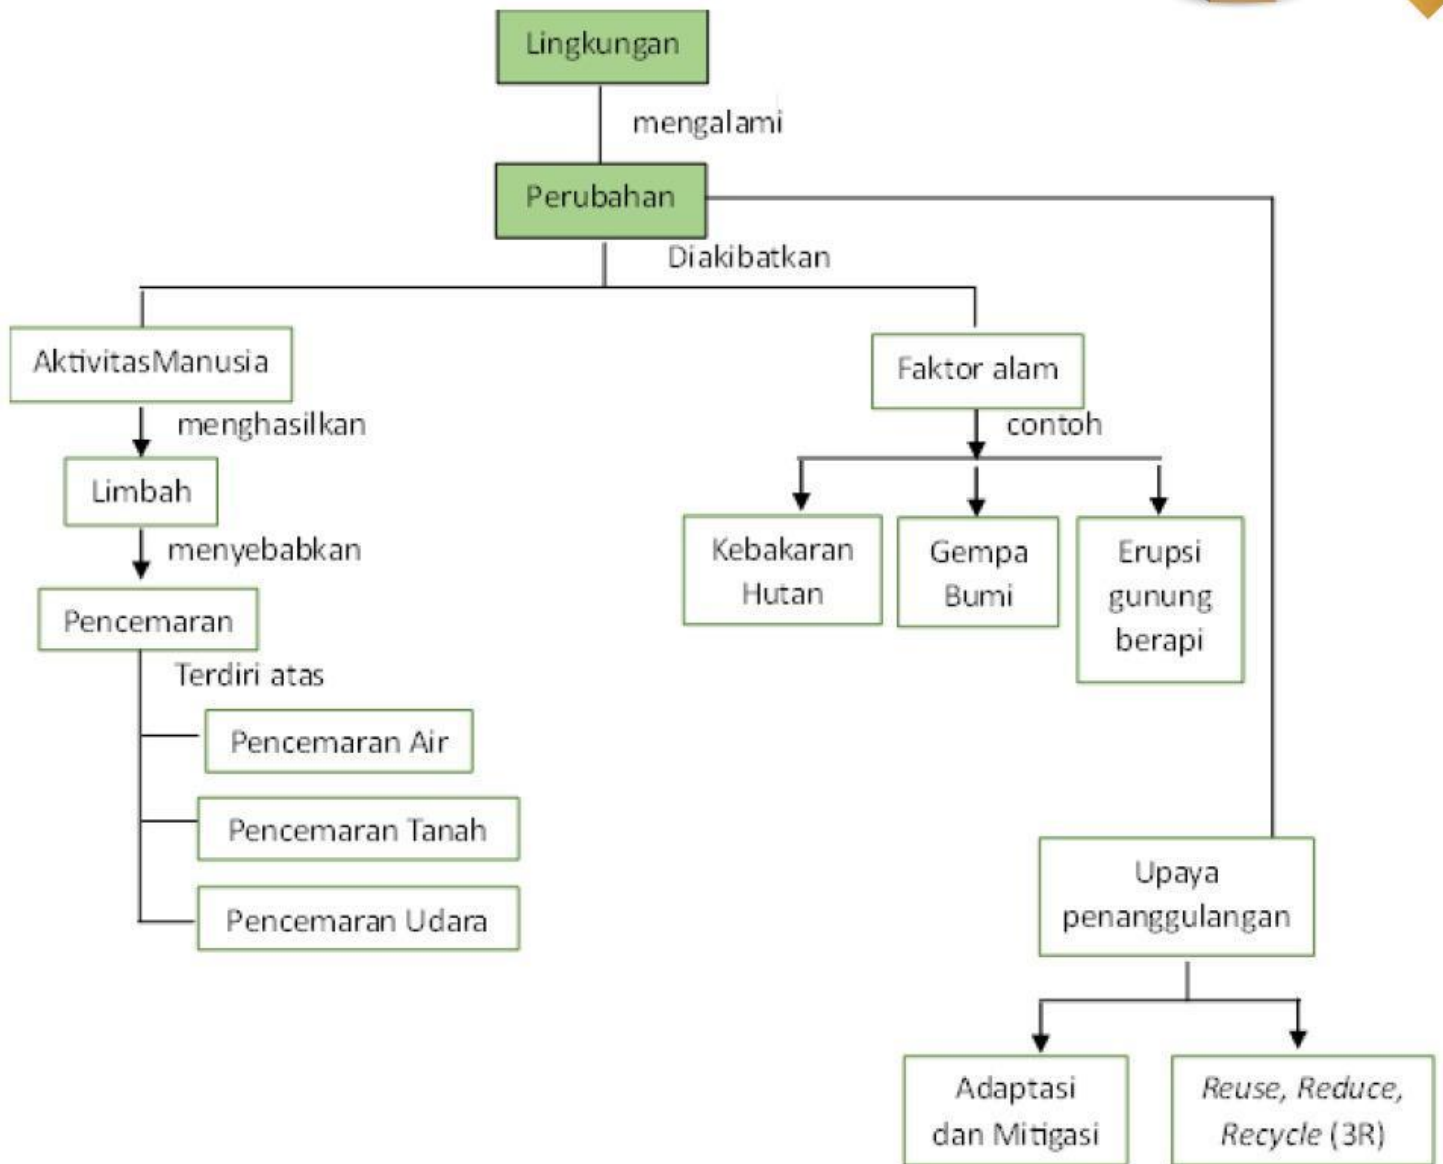 Lingkungan
mengalami
Perubahan
Diakibatkan
AktivitasManusia
menghasilkan
Limbah
menyebabkan
Pencemaran
Terdiri atas
Pencemaran Air
Pencemaran Tanah
Pencemaran Udara
Faktor alam
contoh
Kebakaran
Hutan
Gempa
Bumi
Erupsi
gunung
berapi
Upaya
penanggulangan
Adaptasi
dan Mitigasi
Reuse, Reduce,
Recycle (3R)